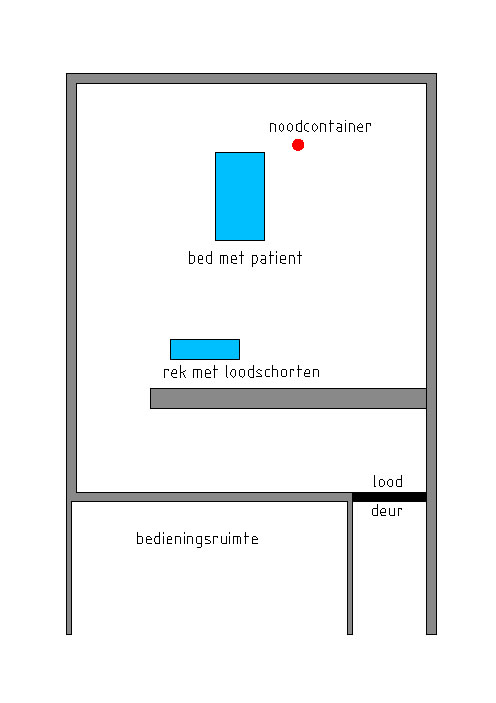 noodcontainer
bed met patient
rek met loodschorten
lood
deur
bedieningsruimte